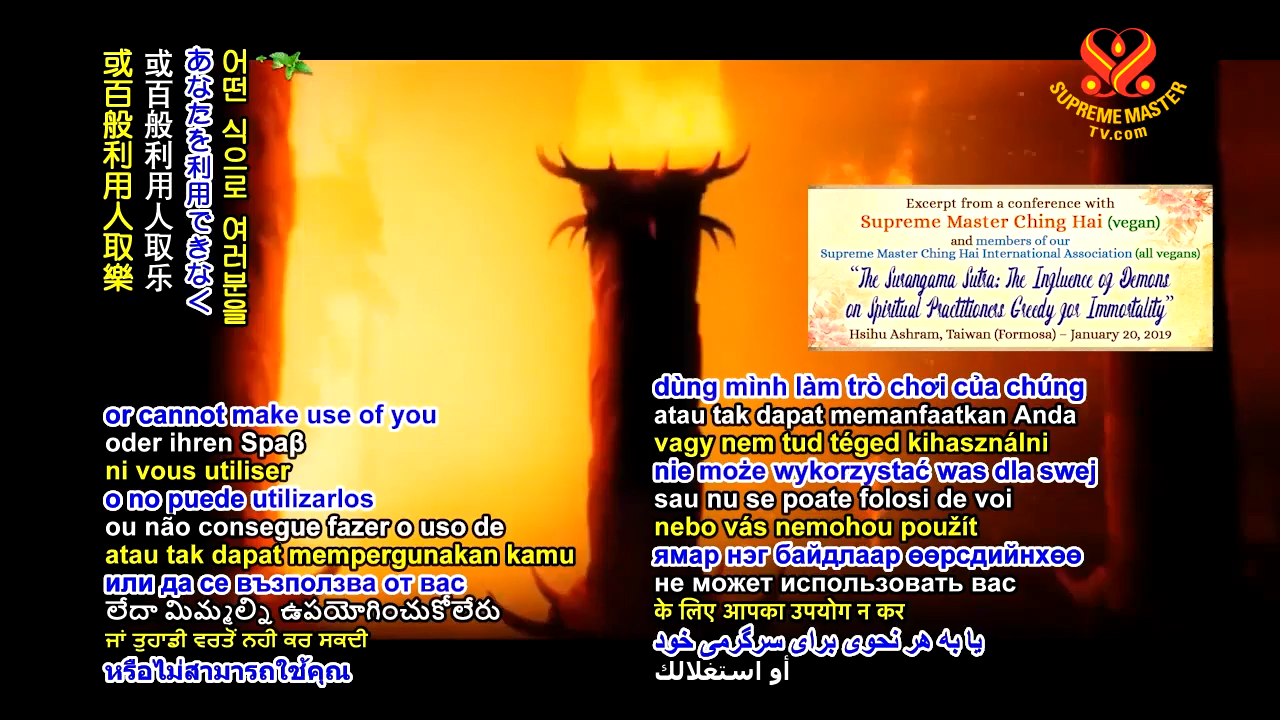 或百般利用人取樂
或百般利用人取乐
あなたを利用できなく
어떤 식으로 여러분을
SUPREME MASTER
TV.com
Excerpt from a conference with
Supreme Master Ching Hai (vegan)
and members of our
Supreme Master Ching Hai International Association (all vegans)
“The Surangama Sutra: The Influence of Demons
on Spiritual Practitioners Greedy for Immortality”
Hsihu Ashram, Taiwan (Formosa) – January 20, 2019
or cannot make use of you
oder ihren Spaβ
ni vous utiliser
o no puede utilizarlos
ou não consegue fazer o uso de
atau tak dapat mempergunakan kamu
или да се възползва от вас
లేదా మిమ్మల్ని ఉపయోగించుకోలేరు
ਜਾਂ ਤੁਹਾਡੀ ਵਰਤੋਂ ਨਹੀ ਕਰ ਸਕਦੀ
หรือไม่สามารถใช้คุณ
dùng mình làm trò chơi của chúng
atau tak dapat memanfaatkan Anda
vagy nem tud téged kihasználni
nie może wykorzystać was dla swej
sau nu se poate folosi de voi
nebo vás nemohou použít
ямар нэг байдлаар өөрсдийнхөө
не может использовать вас
के लिए आपका उपयोग न कर
یا به هر نحوی برای سرگرمی خود
أو استغلالك